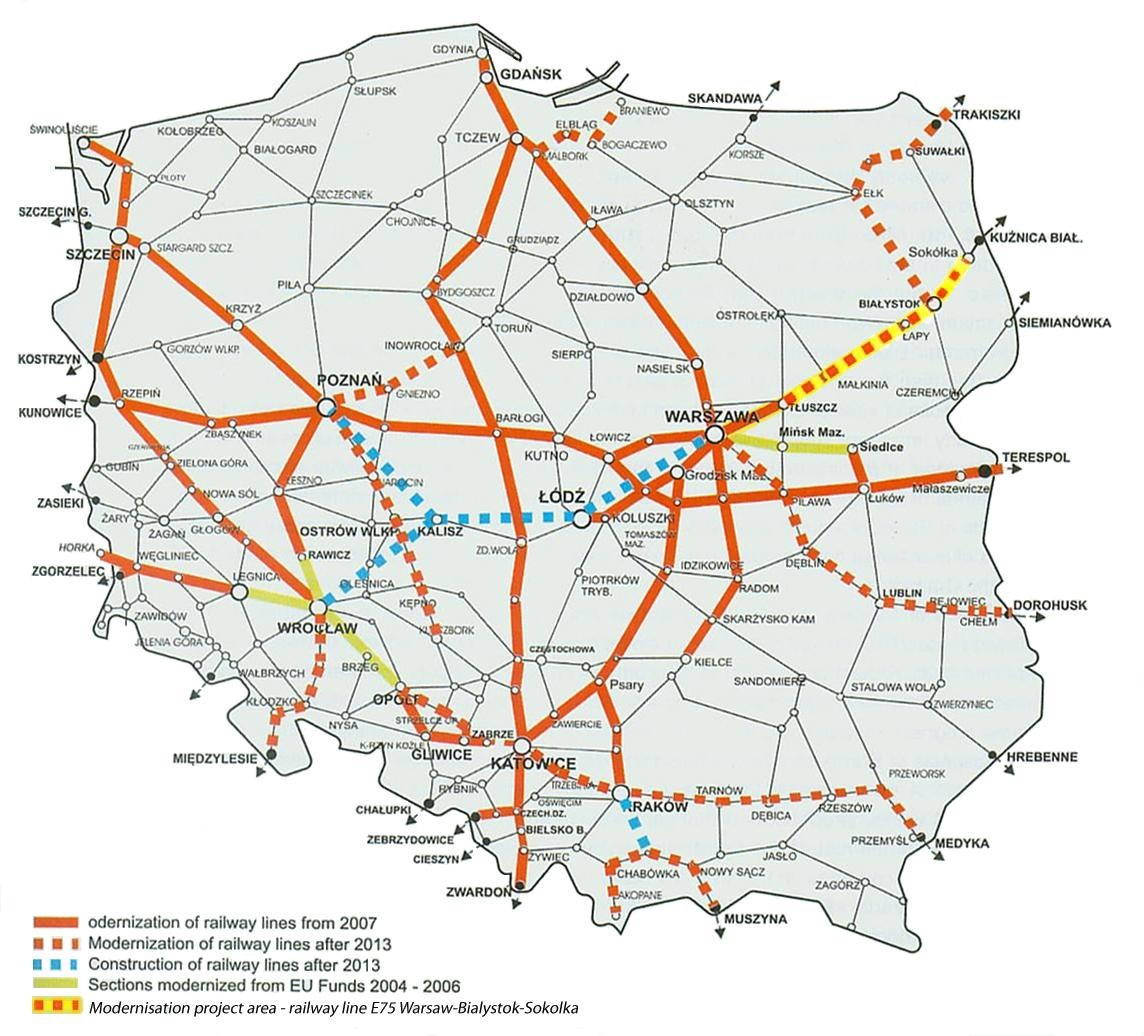 GDYNIA
GDAŃSK
SŁUPSK
SKANDAWA
BRANIEWO
TRAKISZKI
ŚWINOUJŚCIE
KOŁOBRZEG
KOSZALIN
TCZEW
ELBLĄG
BOGACZEWO
BIAŁOGARD
MALBORK
KORSZE
SUWAŁKI
PŁOTY
SZCZECINEK
EŁK
SZCZECIN G.
CHOJNICE
IŁAWA
OLSZTYN
SZCZECIN
STARGARD SZCZ.
GRUDZIĄDZ
KUŹNICA BIAŁ.
Sokółka
PIŁA
BYDGOSZCZ
DZIAŁDOWO
BIAŁYSTOK
KRZYŻ
OSTROŁĘKA
SIEMIANÓWKA
TORUŃ
ŁAPY
KOSTRZYN
GORZÓW WLKP.
INOWROCŁAW
SIERPC
NASIELSK
RZEPIŃ
POZNAŃ
GNIEZNO
MAŁKINIA
CZEREMCHA
KUNOWICE
TŁUSZCZ
ZBĄSZYNEK
BARŁOGI
WARSZAWA
Mińsk Maz.
ŁOWICZ
Siedlce
KUTNO
TERESPOL
GUBIN
ZIELONA GÓRA
Grodzisk Maz.
Małaszewicze
LESZNO
JAROCIN
NOWA SÓL
ZASIEKI
ŁÓDŹ
PILAWA
Łuków
ŻARY
GŁOGÓW
KOLUSZKI
ŻAGAŃ
OSTRÓW WLKP.
KALISZ
TOMASZÓW
MAZ.
HORKA
WĘGLINIEC
ZD.WOLA
RAWICZ
IDZIKOWICE
DĘBLIN
ZGORZELEC
LEGNICA
OLEŚNICA
PIOTRKÓW
TRYB.
RADOM
LUBLIN
REJOWIEC
DOROHUSK
KĘPNO
ZAWIDÓW
WROCŁAW
SKARŻYSKO KAM
CHEŁM
JELENIA GÓRA
KLUCZBORK
CZĘSTOCHOWA
BRZEG
KIELCE
WAŁBRZYCH
SANDOMIERZ
STALOWA WOLA
KŁODZKO
OPOLE
Psary
ZWIERZYNIEC
NYSA
STRZELCE OP.
ZAWIERCIE
ZABRZE
MIĘDZYLESIE
K-RZYN KOŹLE
GLIWICE
KATOWICE
HREBENNE
PRZEWORSK
RYBNIK
TRZEBINIA
TARNÓW
CHAŁUPKI
OŚWIĘCIM
KRAKÓW
DĘBICA
RZESZÓW
CZECH.DZ.
ZEBRZYDOWICE
BIELSKO B.
PRZEMYŚL
MEDYKA
CIESZYN
ŻYWIEC
JASŁO
CHABÓWKA
NOWY SĄCZ
ZAGÓRZ
ZWARDOŃ
ZAKOPANE
MUSZYNA
odernization of railway lines from 2007
Modernization of railway lines after 2013
Construction of railway lines after 2013
Sections modernized from EU Funds 2004 - 2006
Modernisation project area - railway line E75 Warsaw-Bialystok-Sokolka